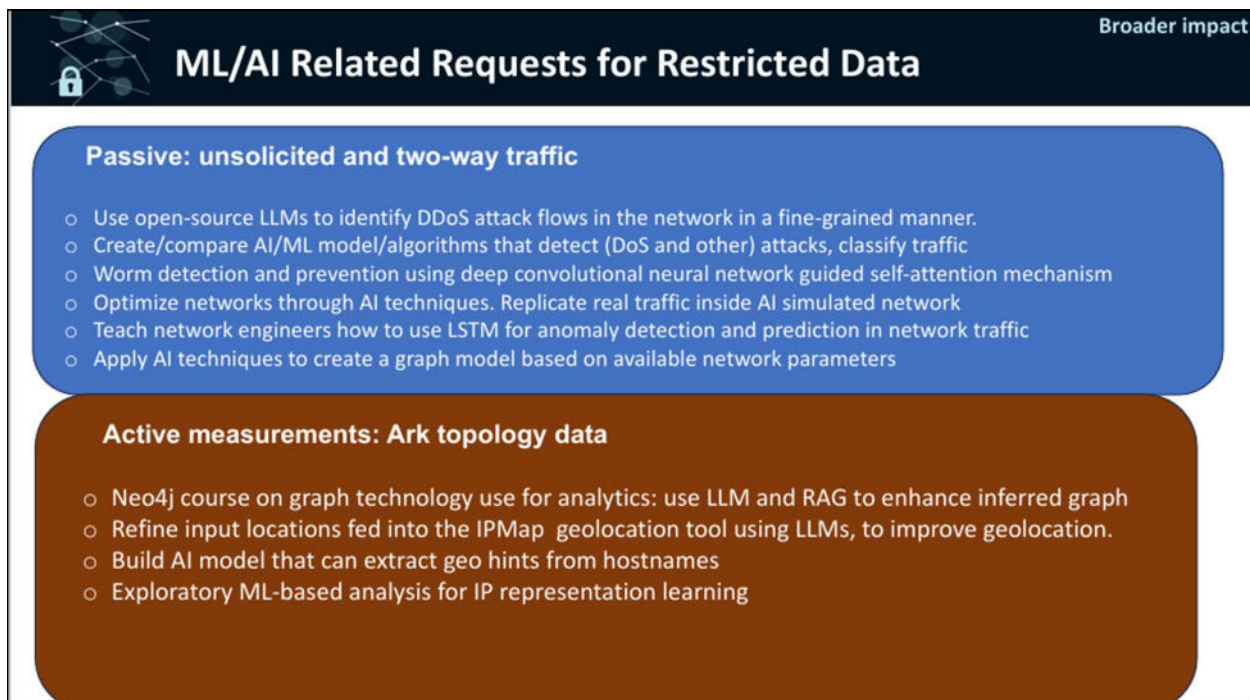 Broader impact
ML/AI Related Requests for Restricted Data
Passive: unsolicited and two-way traffic
o Use open-source LLMs to identify DDoS attack flows in the network in a fine-grained manner.
o Create/compare AI/ML model/algorithms that detect (DoS and other) attacks, classify traffic
o Worm detection and prevention using deep convolutional neural network guided self-attention mechanism
o Optimize networks through AI techniques. Replicate real traffic inside AI simulated network
o Teach network engineers how to use LSTM for anomaly detection and prediction in network traffic
o Apply AI techniques to create a graph model based on available network parameters
Active measurements: Ark topology data
o Neo4j course on graph technology use for analytics: use LLM and RAG to enhance inferred graph
o Refine input locations fed into the IPMap geolocation tool using LLMs, to improve geolocation.
o Build AI model that can extract geo hints from hostnames
o Exploratory ML-based analysis for IP representation learning